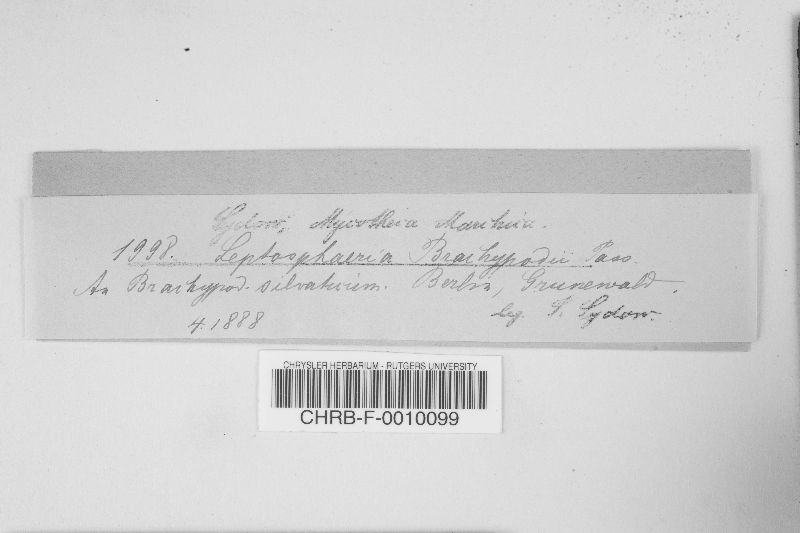 Sydow, Mycotheca Marchica.
1998. Leptosphaeria Brachypodii Pass.
An Brachypod. silvaticum. Berlin, Grunewald.
4.1888 leg. P. Sydow.
CHRYSLER HERBARIUM - RUTGERS UNIVERSITY
CHRB-F-0010099